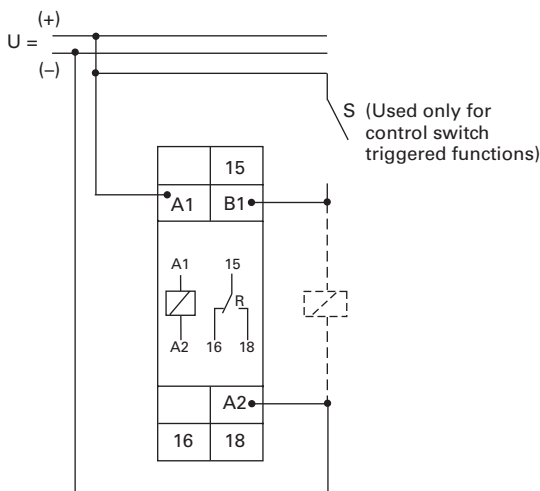 (+)
U =
(–)
S (Used only for
control switch
triggered functions)
15
A1 B1
A1 15
R
A2 16 18
A2
16 18